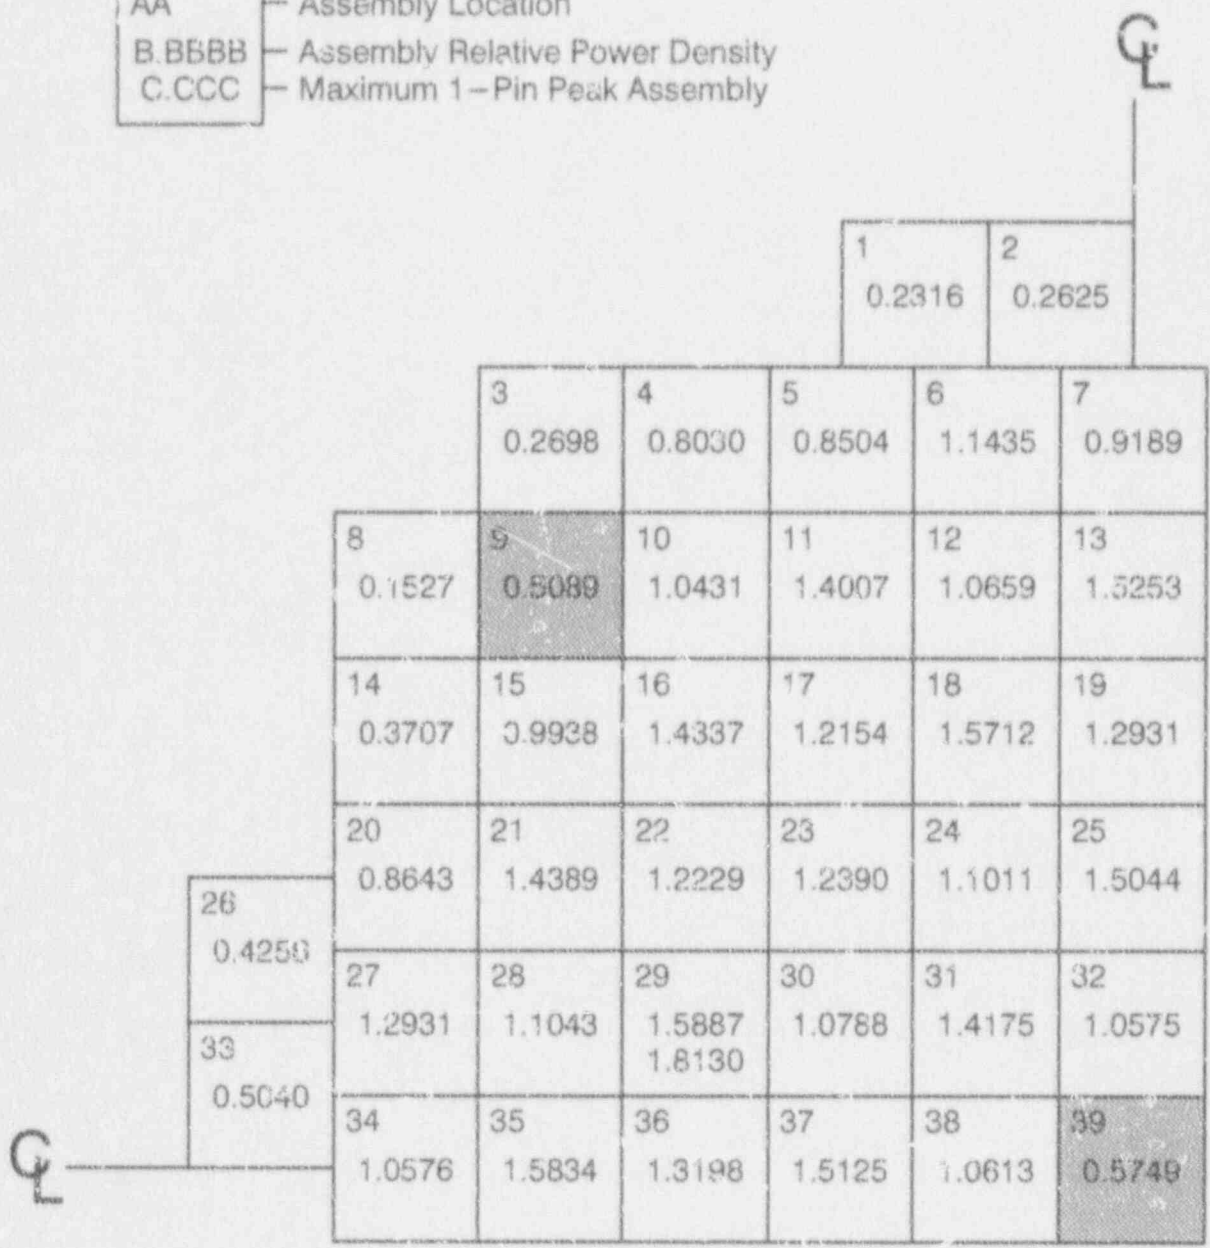 AA Assembly Location
B.BBBB Assembly Relative Power Density
C.CCC Maximum 1-Pin Peak Assembly
CL
1 2
0.2316 0.2625
3 4 5 6 7
0.2698 0.8030 0.8504 1.1435 0.9189
8 9 10 11 12 13
0.1527 0.5089 1.0431 1.4007 1.0659 1.5253
14 15 16 17 18 19
0.3707 0.9938 1.4337 1.2154 1.5712 1.2931
20 21 22 23 24 25
0.8643 1.4389 1.2229 1.2390 1.1011 1.5044
26
27 28 29 30 31 32
1.2931 1.1043 1.5887 1.0788 1.4175 1.0575
1.8130
33
0.5040
34 35 36 37 38 39
1.0576 1.5834 1.3198 1.5125 1.0613 0.5749
CL